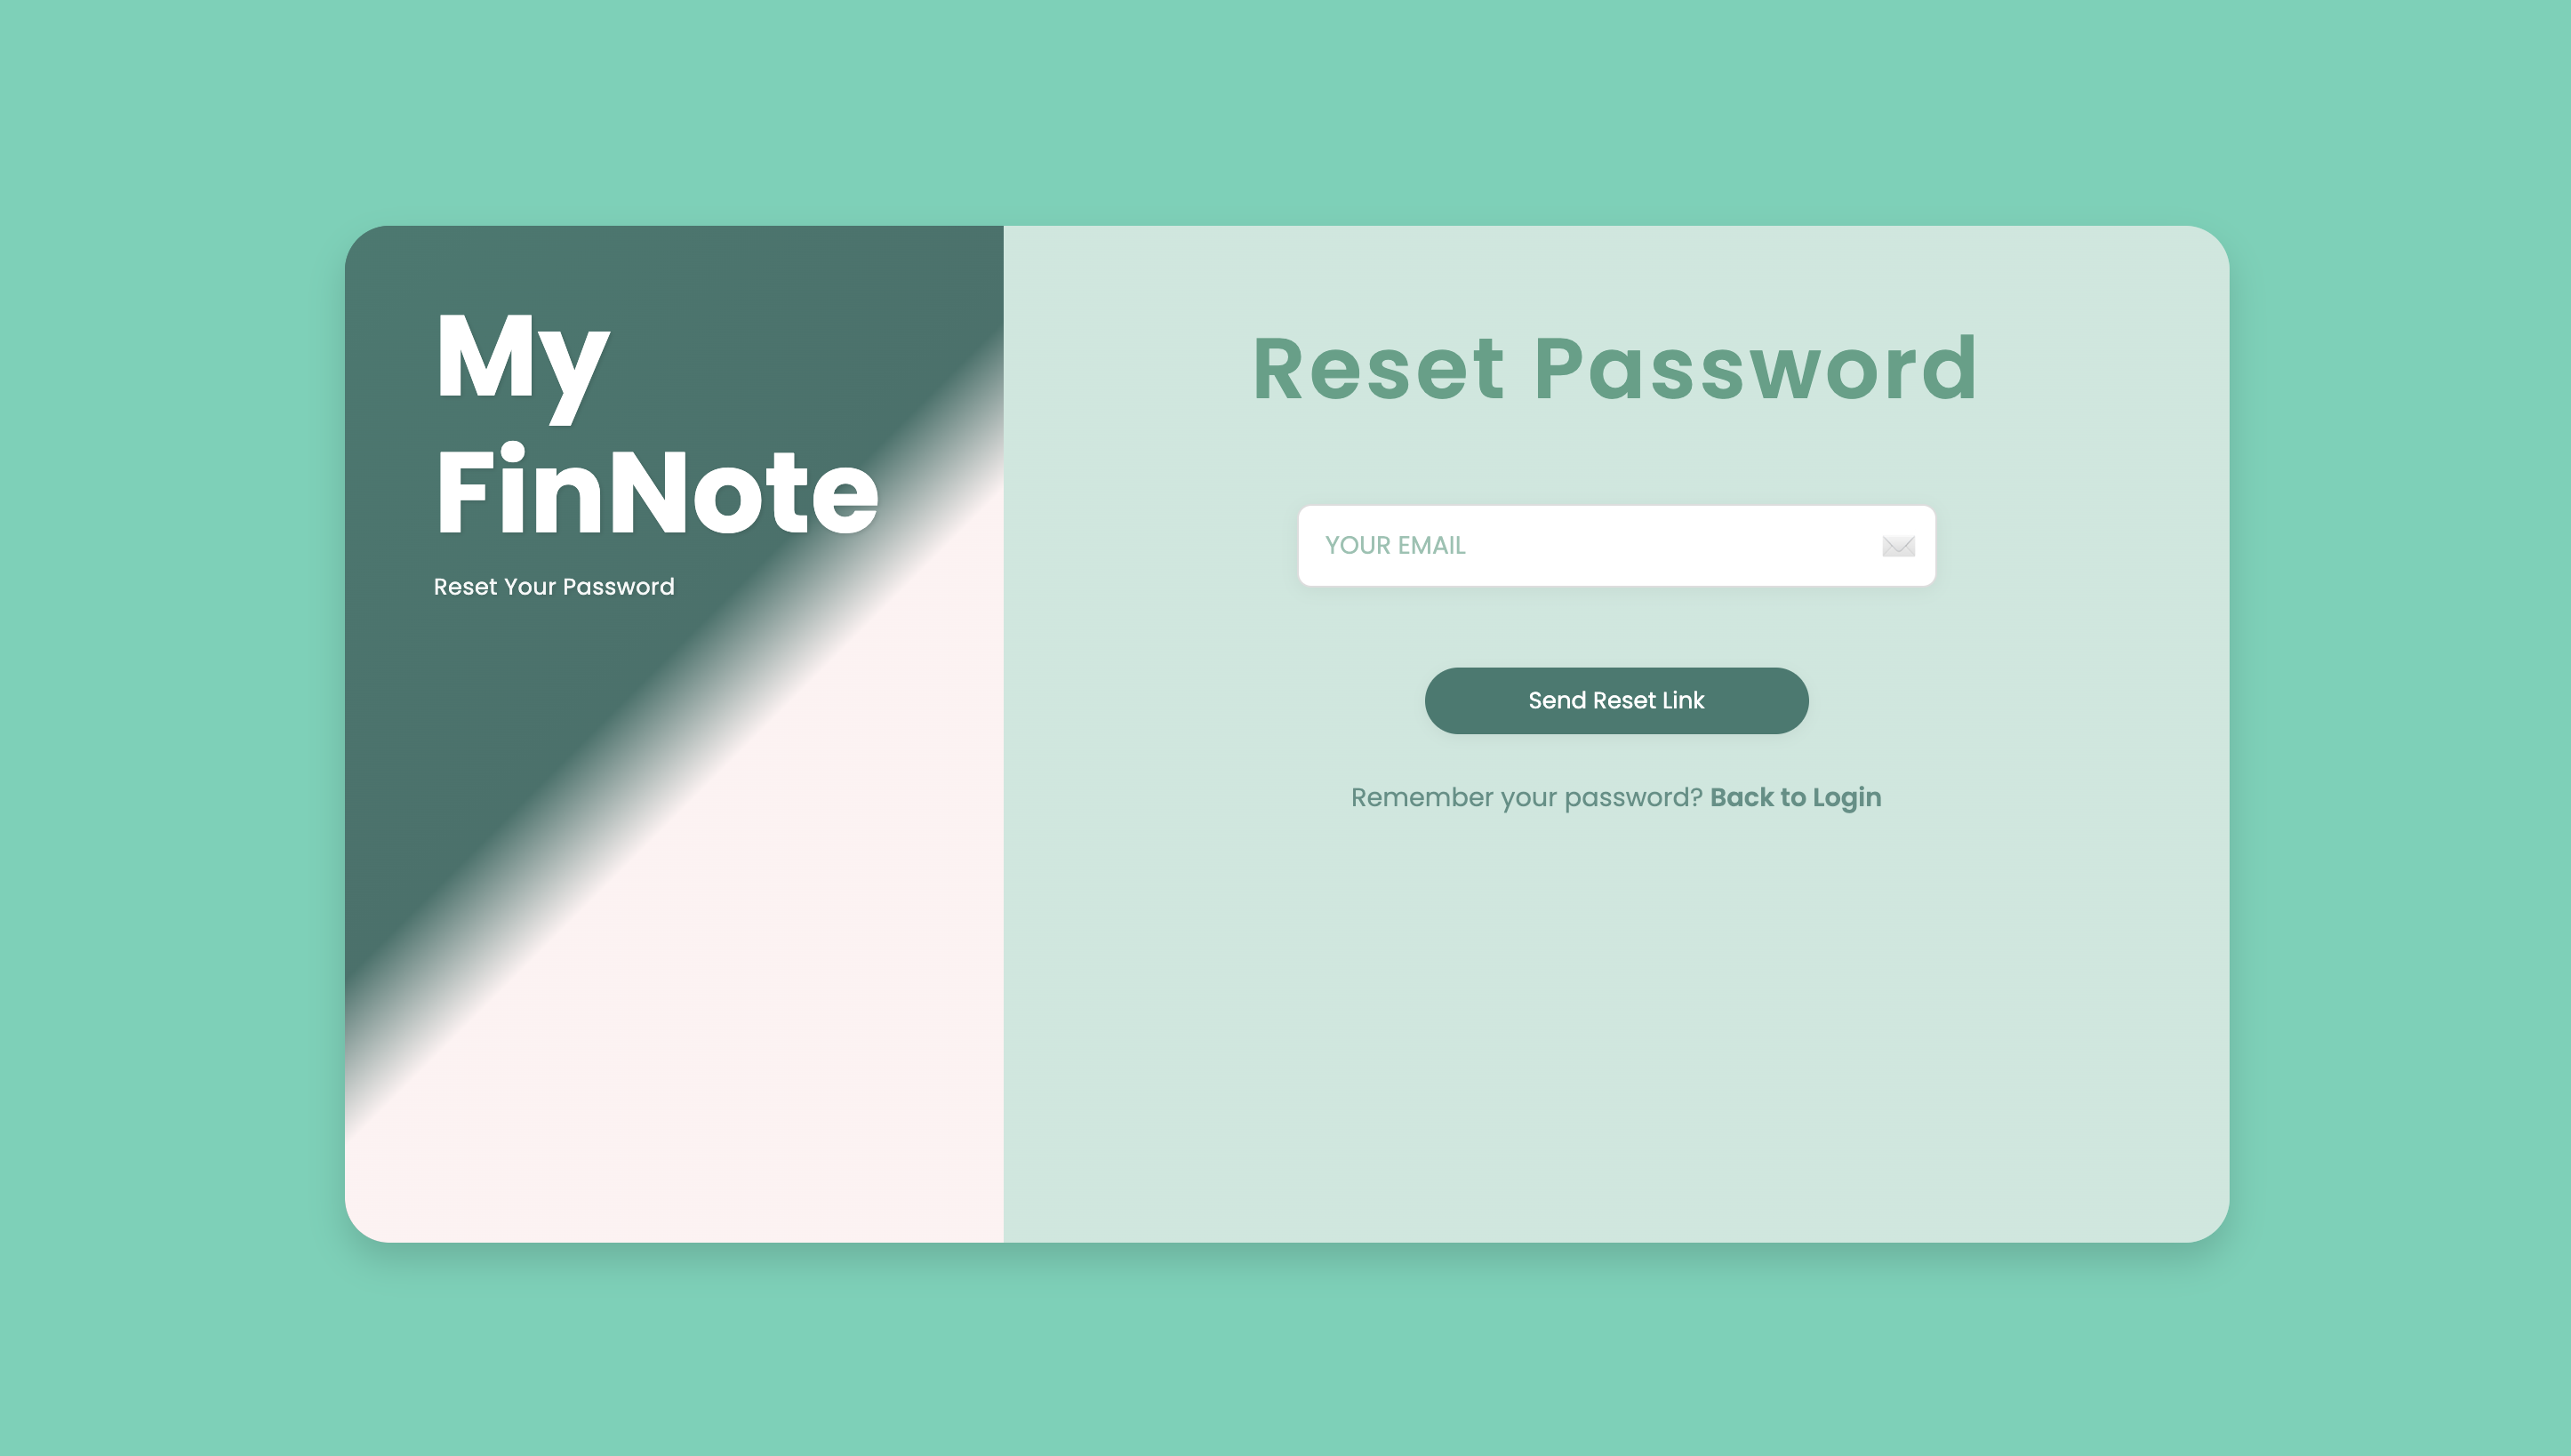 My
FinNote
Reset Your Password
Reset Password
YOUR EMAIL
Send Reset Link
Remember your password? Back to Login